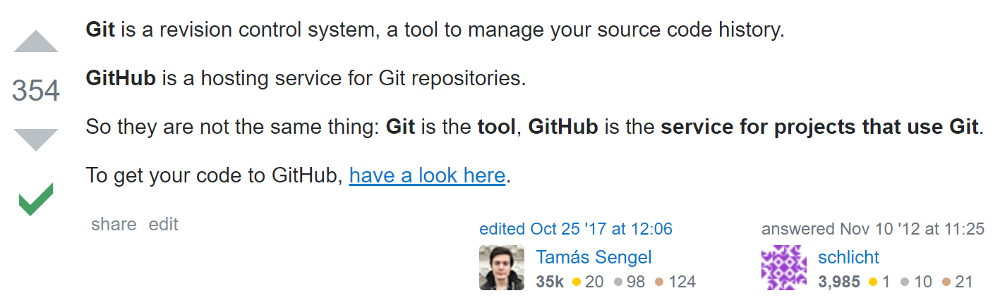 Git is a revision control system, a tool to manage your source code history.
354
GitHub is a hosting service for Git repositories.
So they are not the same thing: Git is the tool, GitHub is the service for projects that use Git.
To get your code to GitHub, have a look here.
share edit
edited Oct 25 '17 at 12:06
Tamás Sengel
35k 20 98 124
answered Nov 10 '12 at 11:25
schlicht
3,985 1 10 21